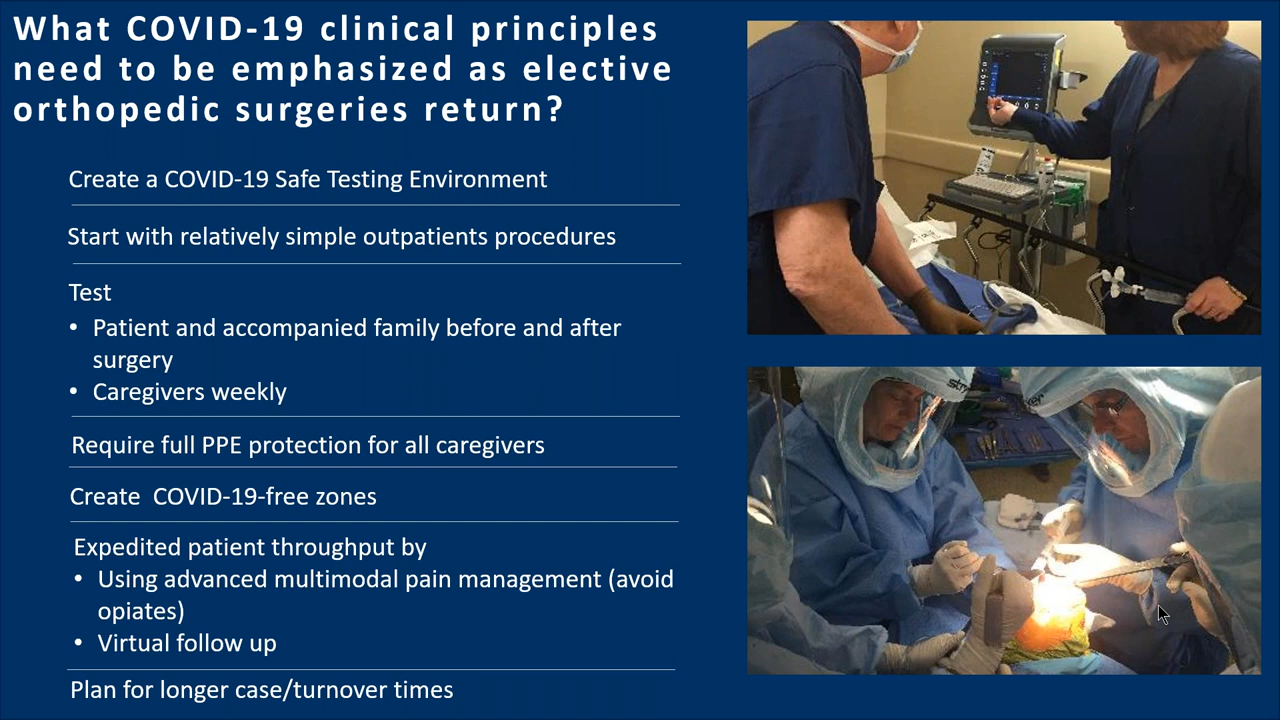 What COVID-19 clinical principles
need to be emphasized as elective
orthopedic surgeries return?
Create a COVID-19 Safe Testing Environment
Start with relatively simple outpatients procedures
Test
• Patient and accompanied family before and after
surgery
• Caregivers weekly
Require full PPE protection for all caregivers
Create  COVID-19-free zones
Expedited patient throughput by
• Using advanced multimodal pain management (avoid
opiates)
• Virtual follow up
Plan for longer case/turnover times